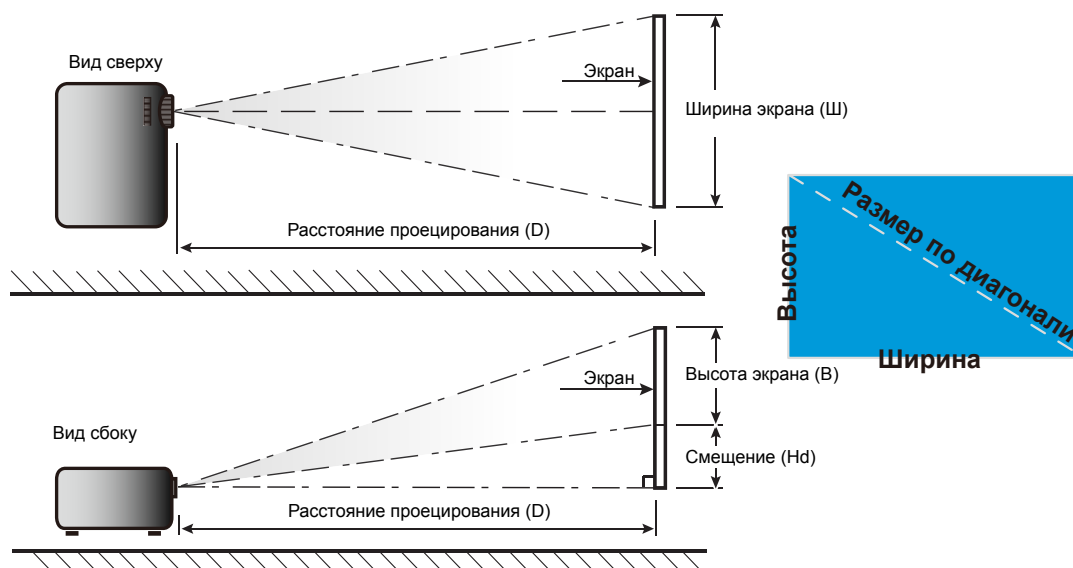 Вид сверху
Экран
Ширина экрана (Ш)
Расстояние проецирования (D)
Высота
Размер по диагонали
Ширина
Вид сбоку
Экран
Высота экрана (В)
Смещение (Hd)
Расстояние проецирования (D)